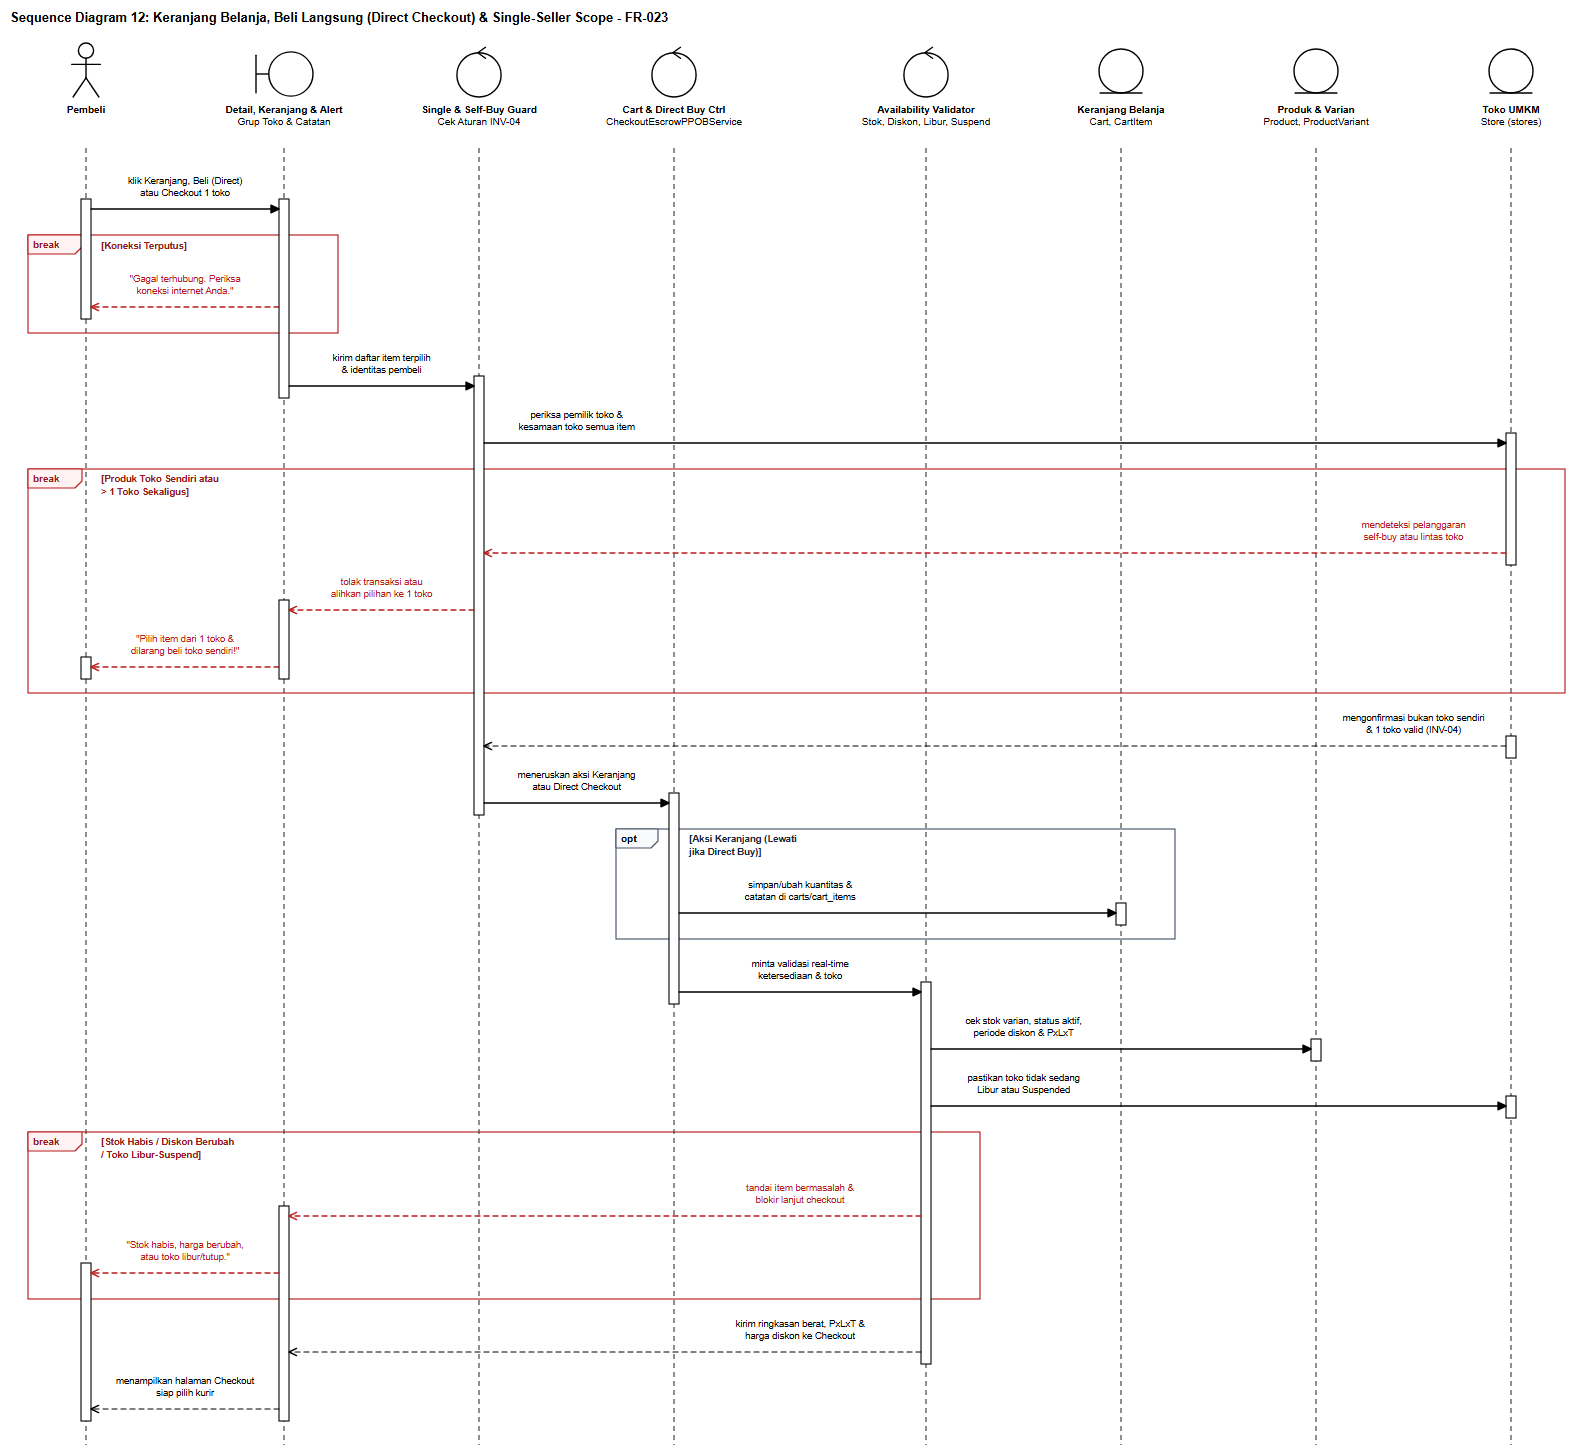 Sequence Diagram 12: Keranjang Belanja, Beli Langsung (Direct Checkout) & Single-Seller Scope - FR-023
Pembeli
Detail, Keranjang & Alert
Grup Toko & Catatan
Single & Self-Buy Guard
Cek Aturan INV-04
Cart & Direct Buy Ctrl
CheckoutEscrowPPOBService
Availability Validator
Stok, Diskon, Libur, Suspend
Keranjang Belanja
Cart, CartItem
Produk & Varian
Product, ProductVariant
Toko UMKM
Store (stores)
klik Keranjang, Beli (Direct)
atau Checkout 1 toko
break
[Koneksi Terputus]
"Gagal terhubung. Periksa
koneksi internet Anda."
kirim daftar item terpilih
& identitas pembeli
periksa pemilik toko &
kesamaan toko semua item
break
[Produk Toko Sendiri atau
> 1 Toko Sekaligus]
mendeteksi pelanggaran
self-buy atau lintas toko
tolak transaksi atau
alihkan pilihan ke 1 toko
"Pilih item dari 1 toko &
dilarang beli toko sendiri!"
mengonfirmasi bukan toko sendiri
& 1 toko valid (INV-04)
meneruskan aksi Keranjang
atau Direct Checkout
opt
[Aksi Keranjang (Lewati
jika Direct Buy)]
simpan/ubah kuantitas &
catatan di carts/cart_items
minta validasi real-time
ketersediaan & toko
cek stok varian, status aktif,
periode diskon & PxLxT
pastikan toko tidak sedang
Libur atau Suspended
break
[Stok Habis / Diskon Berubah
/ Toko Libur-Suspend]
tandai item bermasalah &
blokir lanjut checkout
"Stok habis, harga berubah,
atau toko libur/tutup."
kirim ringkasan berat, PxLxT &
harga diskon ke Checkout
menampilkan halaman Checkout
siap pilih kurir